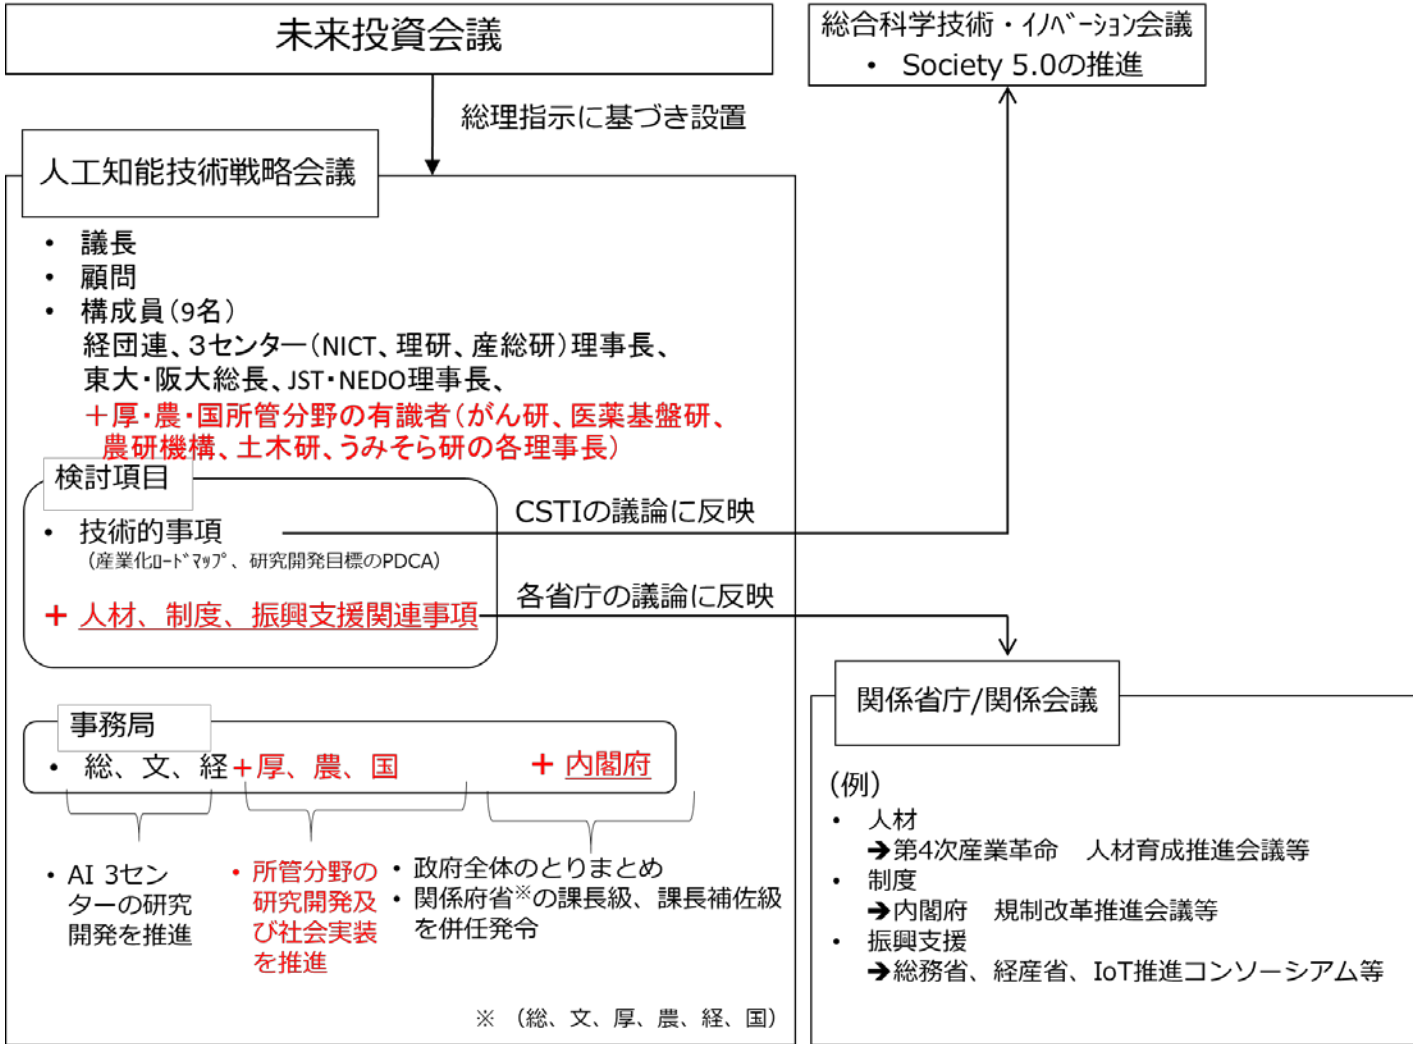 未来投資会議
総合科学技術・ｲﾉﾍﾞｰｼｮﾝ会議
• Society 5.0の推進
総理指示に基づき設置
人工知能技術戦略会議
• 議長
• 顧問
• 構成員（9名）
経団連、３センター（NICT、理研、産総研）理事長、
東大・阪大総長、JST・NEDO理事長、
＋厚・農・国所管分野の有識者（がん研、医薬基盤研、
農研機構、土木研、うみそら研の各理事長）
検討項目
• 技術的事項
（産業化ﾛｰﾄﾞﾏｯﾌﾟ、研究開発目標のPDCA）
＋ 人材、制度、振興支援関連事項
CSTIの議論に反映
各省庁の議論に反映
事務局
• 総、文、経＋厚、農、国 ＋ 内閣府
• AI 3セン
ターの研究
開発を推進
• 所管分野の
研究開発及
び社会実装
を推進
• 政府全体のとりまとめ
• 関係府省※の課長級、課長補佐級
を併任発令
※ （総、文、厚、農、経、国）
関係省庁/関係会議
（例）
• 人材
➔第4次産業革命　人材育成推進会議等
• 制度
➔内閣府　規制改革推進会議等
• 振興支援
➔総務省、経産省、IoT推進コンソーシアム等